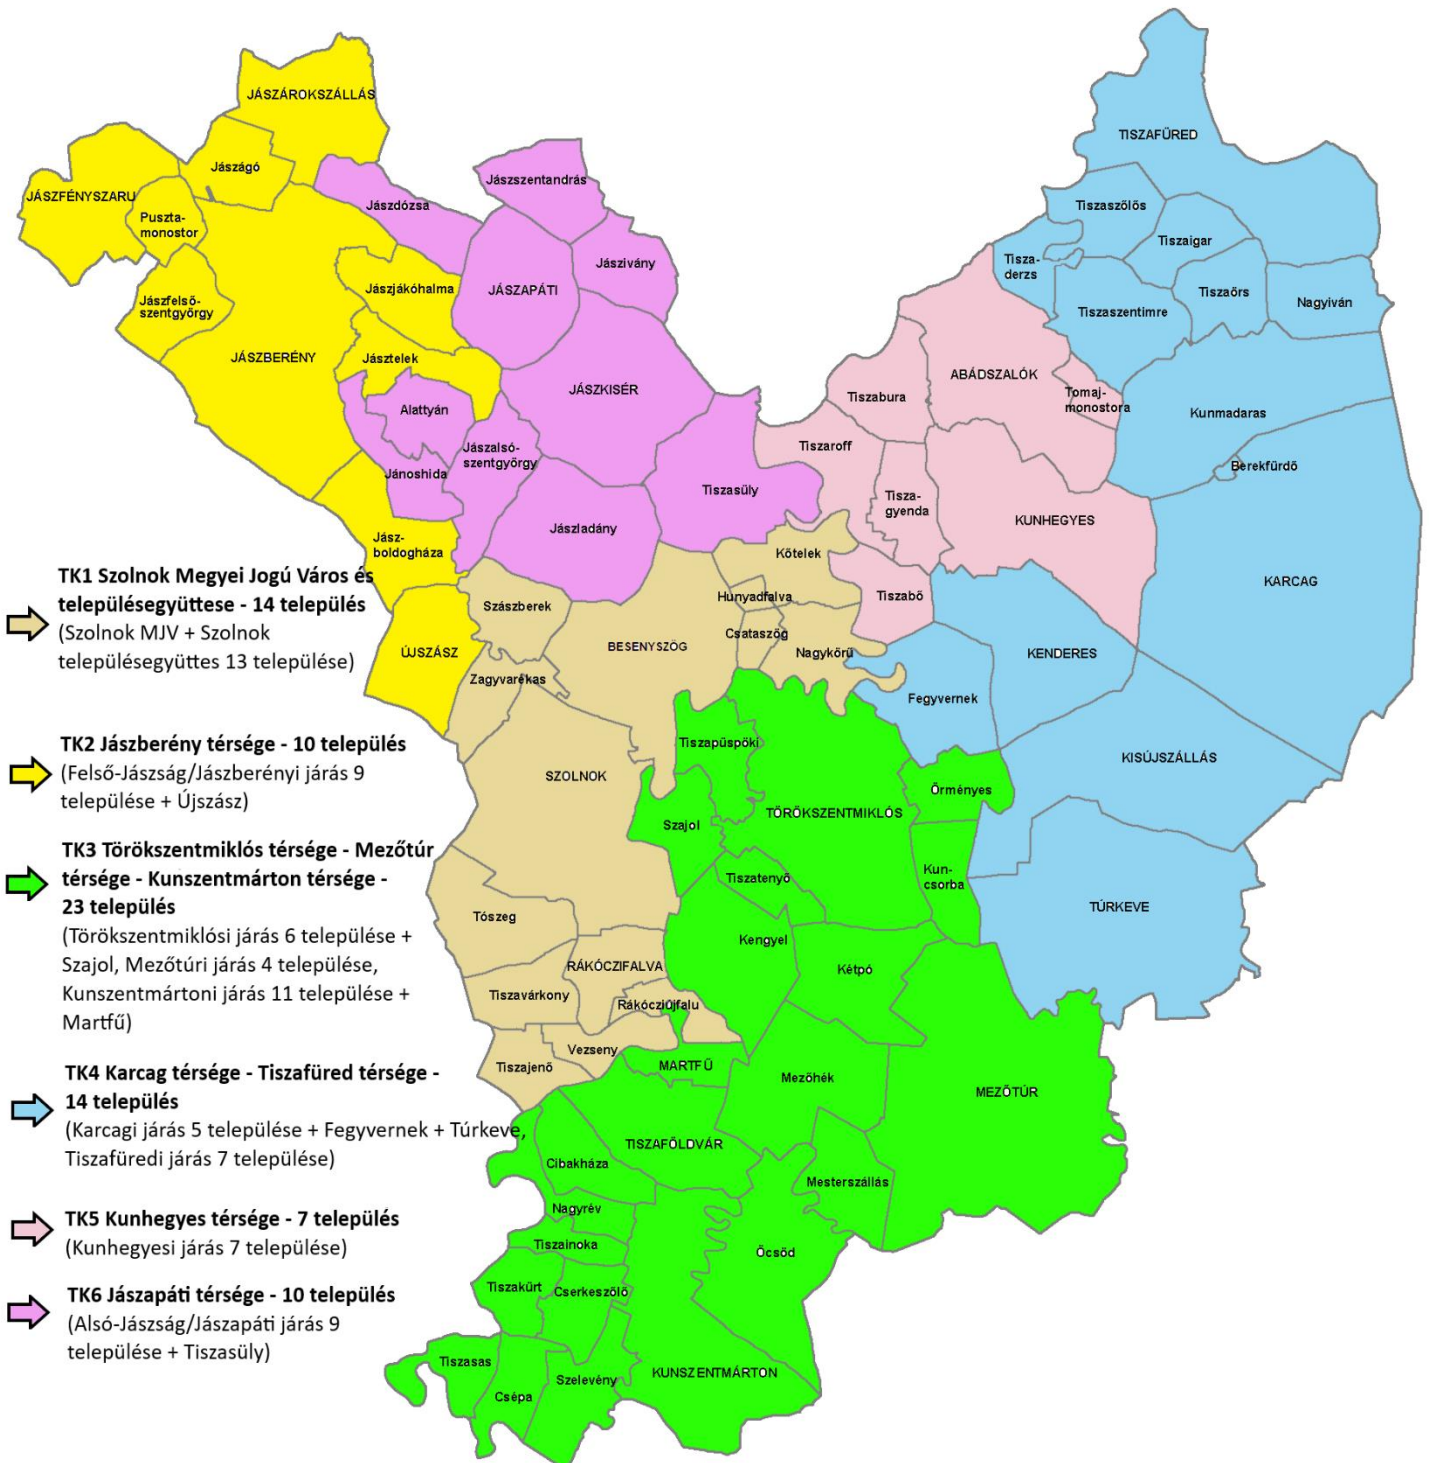 JÁSZÁROKSZÁLLÁS
Jászágó
JÁSZFÉNYSZARU
Puszta-
monostor
Jászdózsa
Jászszentandrás
Jászfelső-
szentgyörgy
Jászjákóhalma
JÁSZAPÁTI
Jászivány
JÁSZBERÉNY
Jásztelek
Alattyán
JÁSZKISÉR
Jánoshida
Jászalsó-
szentgyörgy
Tiszasüly
Jászladány
Jász-
boldogháza
TISZAFÜRED
Tiszaszőlős
Tiszaigar
Tisza-
derzs
Tiszaszentimre
Tiszaörs
Nagyiván
Tiszabura
ABÁDSZALÓK
Tomaj-
monostora
Kunmadaras
Tiszaroff
Berekfürdő
Tisza-
gyenda
KUNHEGYES
KARCAG
Kőtelek
Tiszabő
Hunyadfalva
Csataszög
Nagykörű
Szászberek
BESENYSZÖG
ÚJSZÁSZ
Zagyvarékas
Fegyvernek
KENDERES
KISÚJSZÁLLÁS
Tiszapüspöki
SZOLNOK
Szajol
TÖRÖKSZENTMIKLÓS
Örményes
Tiszatenyő
Kun-
csorba
TÚRKEVE
Tószeg
Kengyel
Kétpó
RÁKÓCZIFALVA
Tiszavárkony
Rákócziújfalu
Vezseny
Tiszajenő
MARTFŰ
Mezőhék
MEZŐTÚR
TISZAFÖLDVÁR
Cibakháza
Mesterszállás
Nagyrév
Tiszainoka
Öcsöd
Tiszakürt
Cserkeszőlő
Tiszasas
Csépa
Szelevény
KUNSZENTMÁRTON
TK1 Szolnok Megyei Jogú Város és
településegyüttese - 14 település
(Szolnok MJV + Szolnok
településegyüttes 13 települése)
TK2 Jászberény térsége - 10 település
(Felső-Jászság/Jászberényi járás 9
települése + Újszász)
TK3 Törökszentmiklós térsége - Mezőtúr
térsége - Kunszentmárton térsége -
23 település
(Törökszentmiklósi járás 6 települése +
Szajol, Mezőtúri járás 4 települése,
Kunszentmártoni járás 11 települése +
Martfű)
TK4 Karcag térsége - Tiszafüred térsége -
14 település
(Karcagi járás 5 települése + Fegyvernek + Túrkeve,
Tiszafüredi járás 7 települése)
TK5 Kunhegyes térsége - 7 település
(Kunhegyesi járás 7 települése)
TK6 Jászapáti térsége - 10 település
(Alsó-Jászság/Jászapáti járás 9
települése + Tiszasüly)